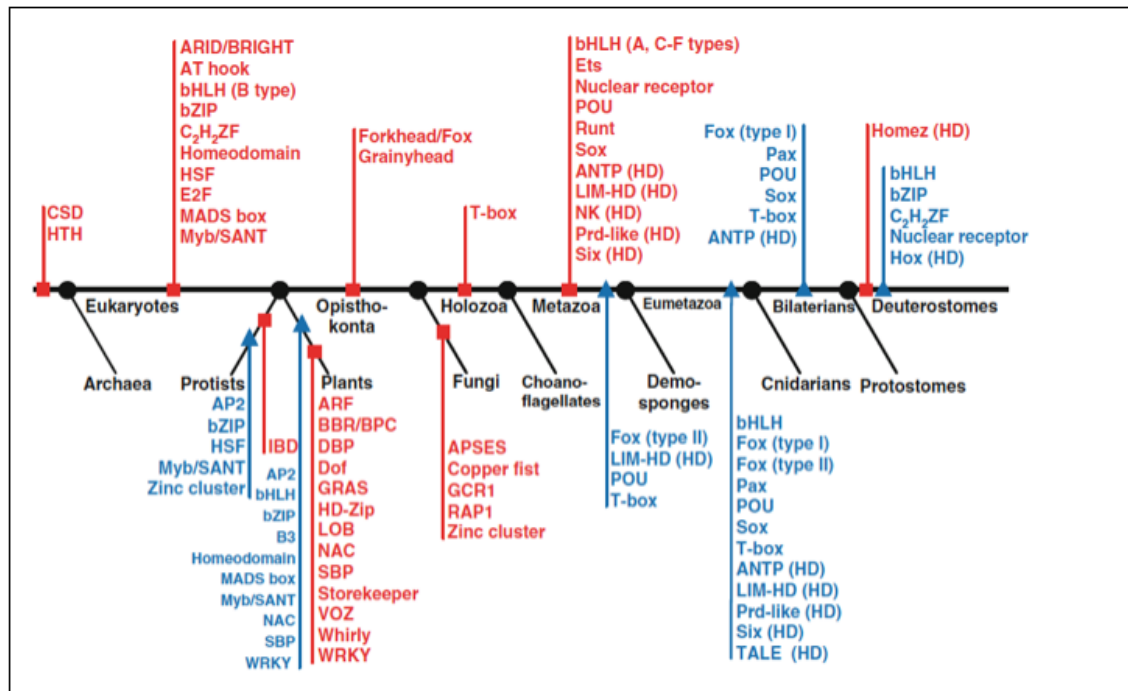 ARID/BRIGHT
AT hook
bHLH (B type)
bZIP
C₂H₂ZF
Homeodomain
HSF
E2F
MADS box
Myb/SANT
CSD
HTH
Forkhead/Fox
Grainyhead
T-box
bHLH (A, C-F types)
Ets
Nuclear receptor
POU
Runt
Sox
ANTP (HD)
LIM-HD (HD)
NK (HD)
Prd-like (HD)
Six (HD)
Fox (type I)
Pax
POU
Sox
T-box
ANTP (HD)
Homez (HD)
bHLH
bZIP
C₂H₂ZF
Nuclear receptor
Hox (HD)
Eukaryotes
Opistho-
konta
Holozoa
Metazoa
Eumetazoa
Bilaterians
Deuterostomes
Archaea
Protists
Plants
Fungi
Choano-
flagellates
Demo-
sponges
Cnidarians
Protostomes
AP2
bZIP
HSF
Myb/SANT
Zinc cluster
IBD
AP2
bHLH
bZIP
B3
Homeodomain
MADS box
Myb/SANT
NAC
SBP
WRKY
ARF
BBR/BPC
DBP
Dof
GRAS
HD-Zip
LOB
NAC
SBP
Storekeeper
VOZ
Whirly
WRKY
APSES
Copper fist
GCR1
RAP1
Zinc cluster
Fox (type II)
LIM-HD (HD)
POU
T-box
bHLH
Fox (type I)
Fox (type II)
Pax
POU
Sox
T-box
ANTP (HD)
LIM-HD (HD)
Prd-like (HD)
Six (HD)
TALE (HD)